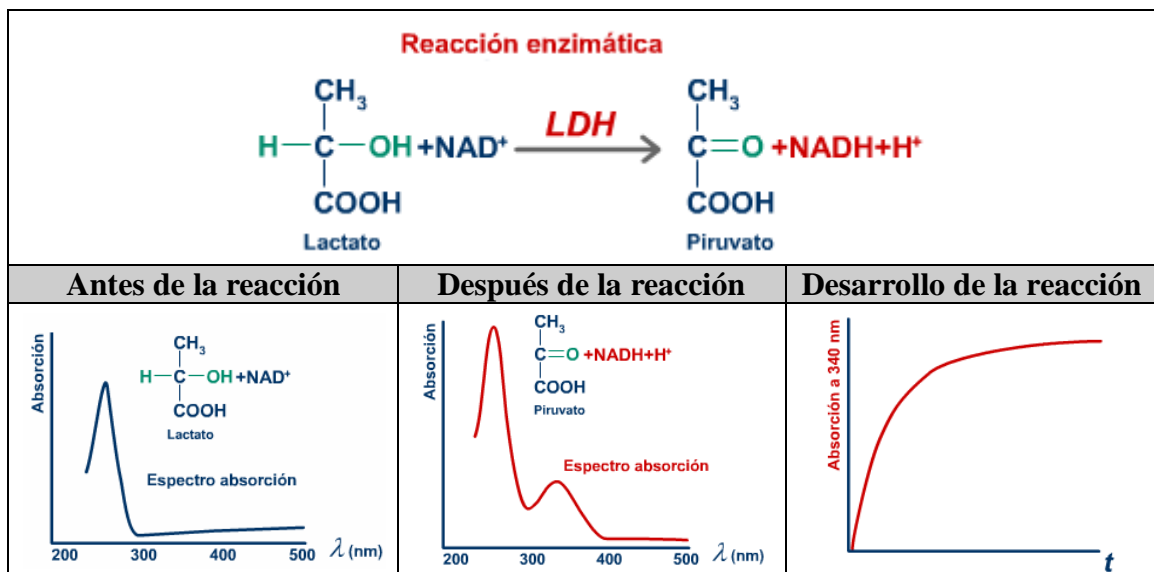 Reacción enzimática
CH₃
H—C—OH+NAD⁺
COOH
Lactato
LDH
CH₃
C=O +NADH+H⁺
COOH
Piruvato
Antes de la reacción
Después de la reacción
Desarrollo de la reacción
Absorción
CH₃
H—C—OH+NAD⁺
COOH
Lactato
Espectro absorción
200 300 400 500 λ (nm)
Absorción
CH₃
C=O+NADH+H⁺
COOH
Piruvato
Espectro absorción
200 300 400 500 λ (nm)
Absorción a 340 nm
t